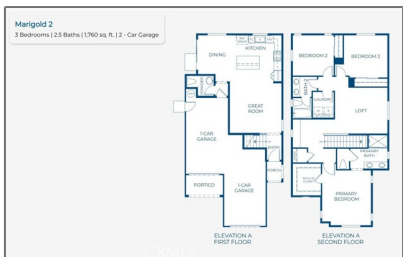 Marigold 2
3 Bedrooms | 2.5 Baths | 1,760 sq. ft. | 2 - Car Garage
KITCHEN
DINING
GREAT
ROOM
1-CAR
GARAGE
ENTRY
PORCH
PORTICO
1-CAR
GARAGE
ELEVATION A
FIRST FLOOR
BEDROOM 2
BEDROOM 3
BATH 2
LAUNDRY
LOFT
PRIMARY
BATH
PRIMARY
BEDROOM
ELEVATION A
SECOND FLOOR